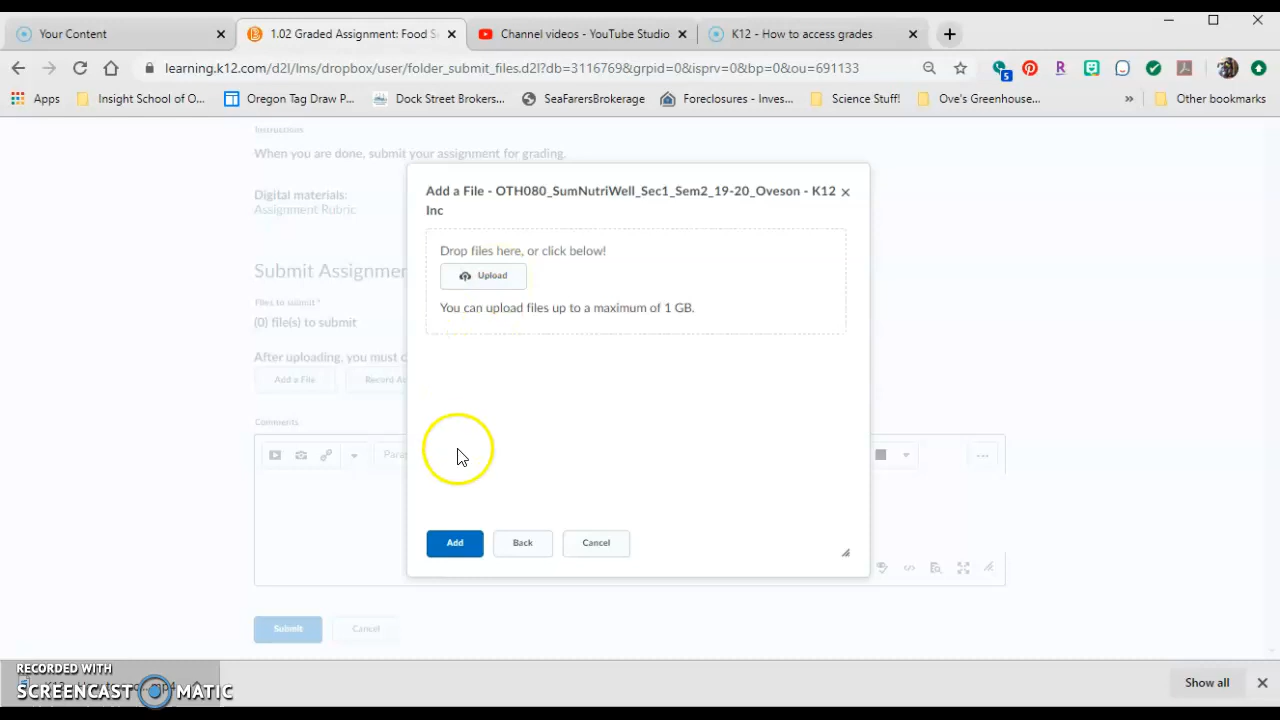 Your Content
1.02 Graded Assignment: Food S
Channel videos - YouTube Studio
K12 - How to access grades
learning.k12.com/d2l/lms/dropbox/user/folder_submit_files.d2l?db=3116769&grpid=0&isprv=0&bp=0&ou=691133
5
Apps
Insight School of O...
Oregon Tag Draw P...
Dock Street Brokers...
SeaFarersBrokerage
Foreclosures - Inves...
Science Stuff!
Ove's Greenhouse...
»
Other bookmarks
Instructions
When you are done, submit your assignment for grading.
Digital materials:
Assignment Rubric
Add a File - OTH080_SumNutriWell_Sec1_Sem2_19-20_Oveson - K12
Inc
Drop files here, or click below!
Upload
You can upload files up to a maximum of 1 GB.
Submit Assignmen
Files to submit *
(0) file(s) to submit
After uploading, you must c
Add a File
Record Au
Comments
Para
Add
Back
Cancel
Submit
Cancel
RECORDED WITH
SCREENCAST MATIC
Show all